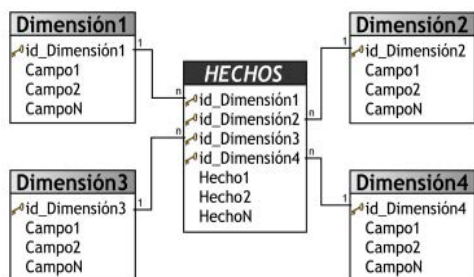 Dimensión1
id_Dimensión1
Campo1
Campo2
CampoN
1
Dimensión2
id_Dimensión2
Campo1
Campo2
CampoN
1
HECHOS
id_Dimensión1
id_Dimensión2
id_Dimensión3
id_Dimensión4
Hecho1
Hecho2
HechoN
n
n
n
n
Dimensión3
id_Dimensión3
Campo1
Campo2
CampoN
1
Dimensión4
id_Dimensión4
Campo1
Campo2
CampoN
1